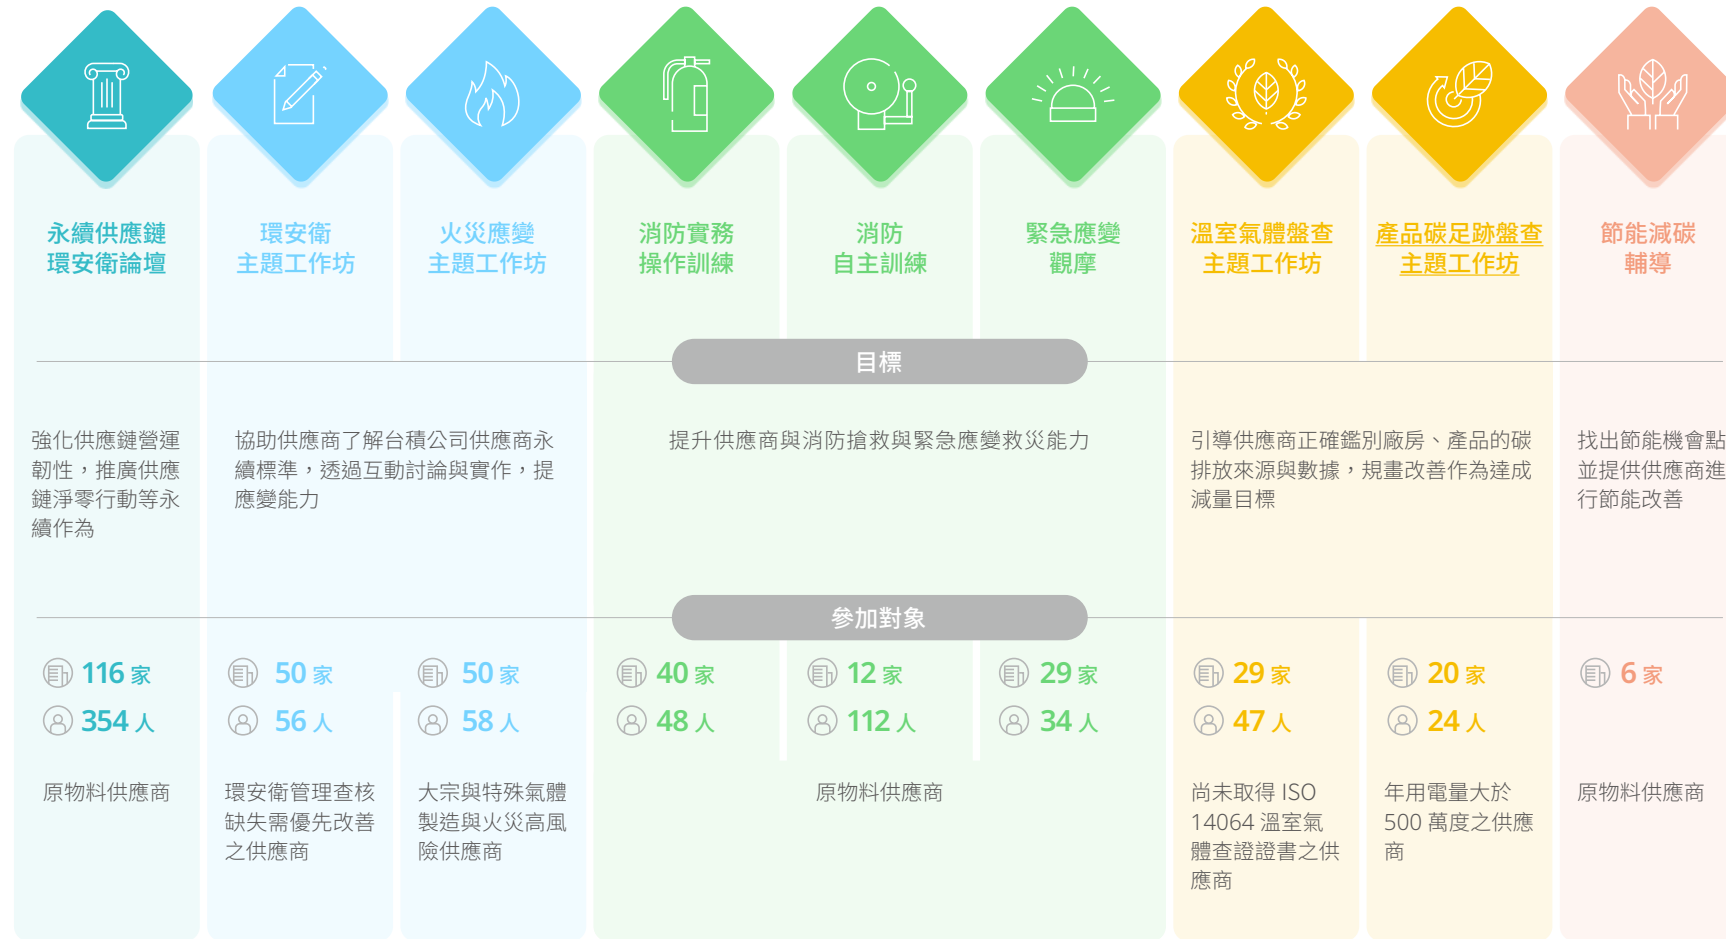 永續供應鏈
環安衛論壇
環安衛
主題工作坊
火災應變
主題工作坊
消防實務
操作訓練
消防
自主訓練
緊急應變
觀摩
溫室氣體盤查
主題工作坊
產品碳足跡盤查
主題工作坊
節能減碳
輔導
目標
強化供應鏈營運
韌性，推廣供應
鏈淨零行動等永
續作為
協助供應商了解台積公司供應商永
續標準，透過互動討論與實作，提
應變能力
提升供應商與消防搶救與緊急應變救災能力
引導供應商正確鑑別廠房、產品的碳
排放來源與數據，規畫改善作為達成
減量目標
找出節能機會點
並提供供應商進
行節能改善
參加對象
116 家
354 人
50 家
56 人
50 家
58 人
40 家
48 人
12 家
112 人
29 家
34 人
29 家
47 人
20 家
24 人
6 家
原物料供應商
環安衛管理查核
缺失需優先改善
之供應商
大宗與特殊氣體
製造與火災高風
險供應商
原物料供應商
尚未取得 ISO
14064 溫室氣
體查證證書之供
應商
年用電量大於
500 萬度之供應
商
原物料供應商